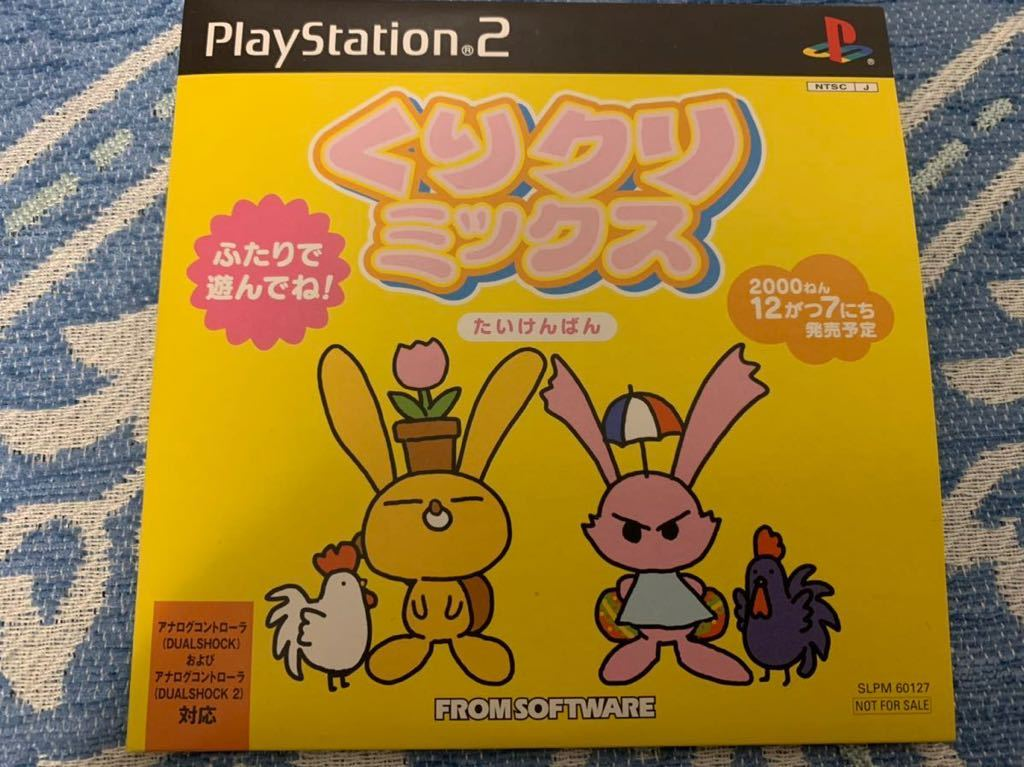 PlayStation®2
NTSC J
くりクリ
ミックス
ふたりで
遊んでね!
たいけんばん
2000ねん
12がつ7にち
発売予定
アナログコントローラ
(DUALSHOCK)
および
アナログコントローラ
(DUALSHOCK 2)
対応
FROMSOFTWARE
SLPM 60127
NOT FOR SALE